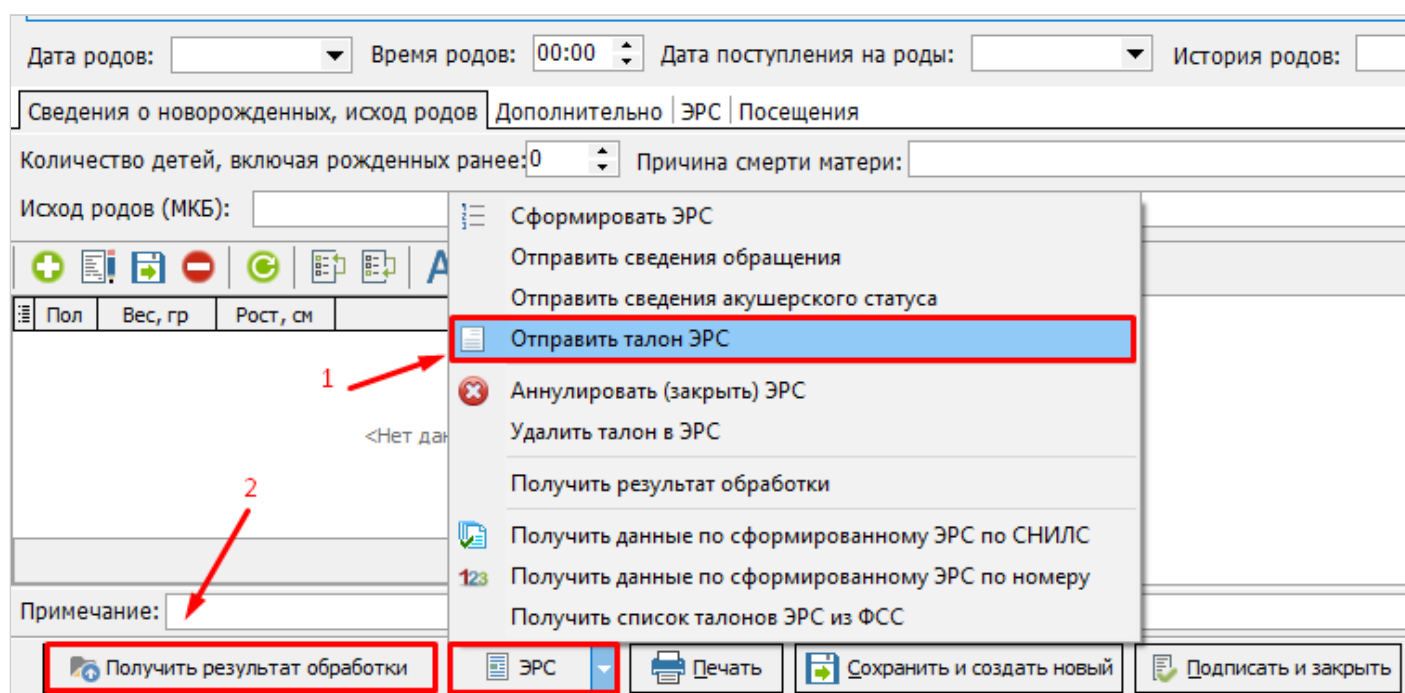 Дата родов: Время родов: 00:00 Дата поступления на роды: История родов:
Сведения о новорожденных, исход родов Дополнительно ЭРС Посещения
Количество детей, включая рожденных ранее: 0 Причина смерти матери:
Исход родов (МКБ):
Сформировать ЭРС
Отправить сведения обращения
Отправить сведения акушерского статуса
Пол Вес, гр Рост, см
Отправить талон ЭРС
1
Аннулировать (закрыть) ЭРС
<Нет
Удалить талон в ЭРС
2
Получить результат обработки
Получить данные по сформированному ЭРС по СНИЛС
123 Получить данные по сформированному ЭРС по номеру
Примечание:
Получить список талонов ЭРС из ФСС
Получить результат обработки ЭРС Печать Сохранить и создать новый Подписать и закрыть